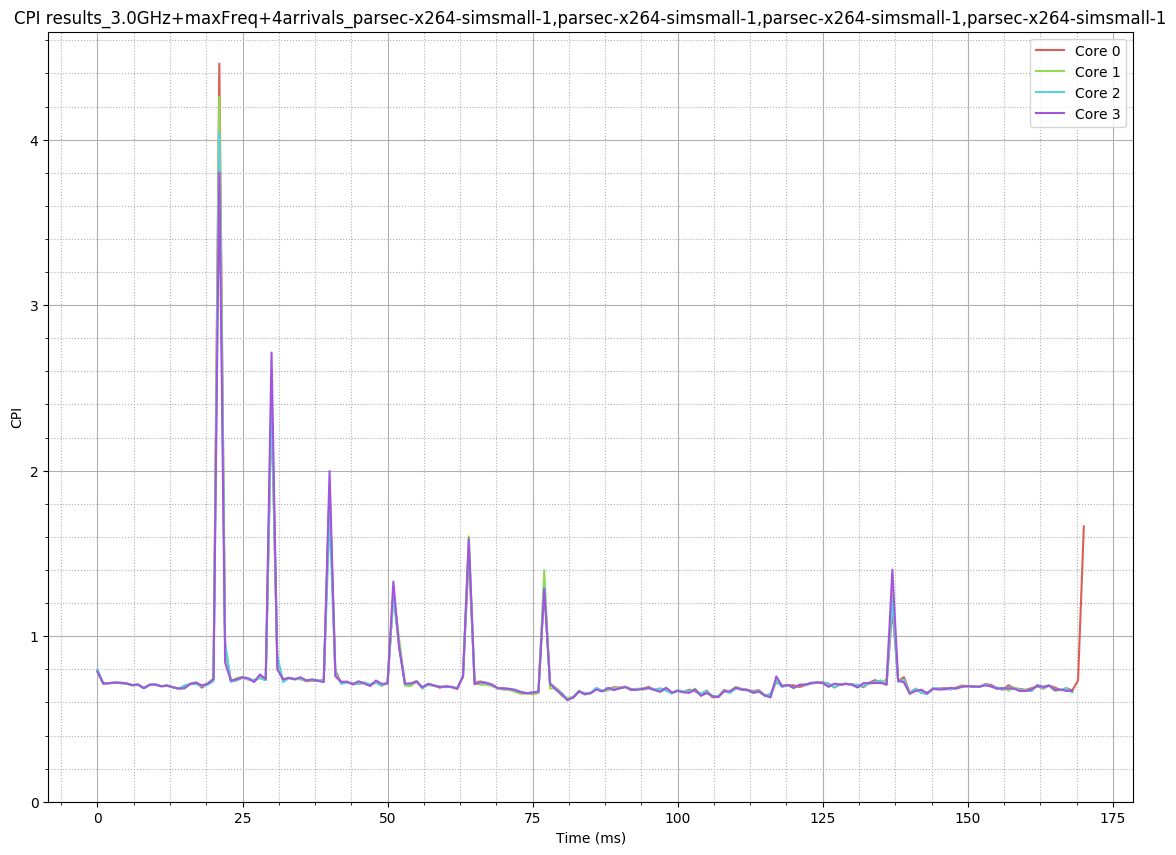 CPI results_3.0GHz+maxFreq+4arrivals_parsec-x264-simsmall-1,parsec-x264-simsmall-1,parsec-x264-simsmall-1,parsec-x264-simsmall-1
Core 0
Core 1
Core 2
Core 3
4
3
2
1
0
CPI
0
25
50
75
100
125
150
175
Time (ms)